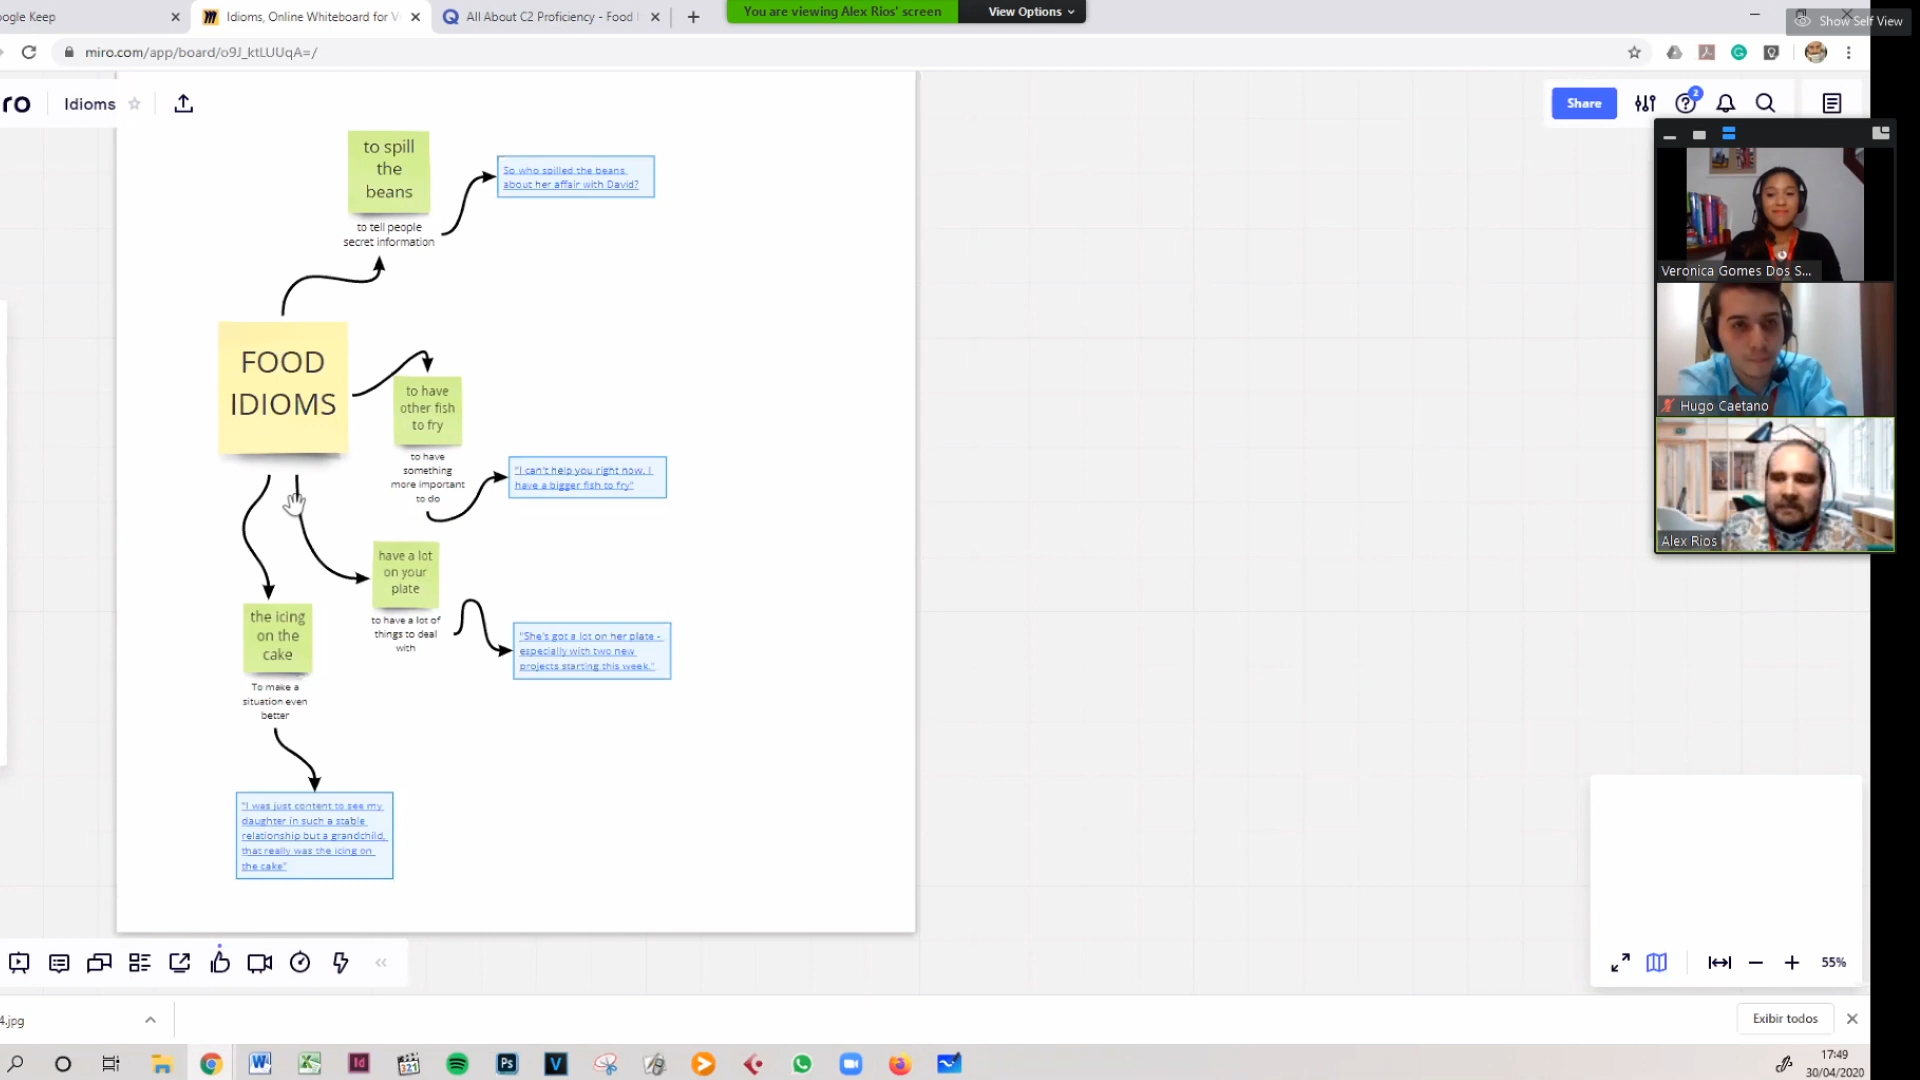 ogle Keep
Idioms, Online Whiteboard for Vi
All About C2 Proficiency - Food I
You are viewing Alex Rios' screen
View Options
Show Self View
miro.com/app/board/o9J_ktLUUqA=/
ro
Idioms
Share
2
to spill
the
beans
to tell people
secret information
So who spilled the beans
about her affair with David?
FOOD
IDIOMS
to have
other fish
to fry
to have
something
more important
to do
"I can't help you right now. I
have a bigger fish to fry"
have a lot
on your
plate
to have a lot of
things to deal
with
"She's got a lot on her plate -
especially with two new
projects starting this week."
the icing
on the
cake
To make a
situation even
better
"I was just content to see my
daughter in such a stable
relationship but a grandchild,
that really was the icing on
the cake"
Veronica Gomes Dos S...
Hugo Caetano
Alex Rios
55%
4.jpg
Exibir todos
17:49
30/04/2020